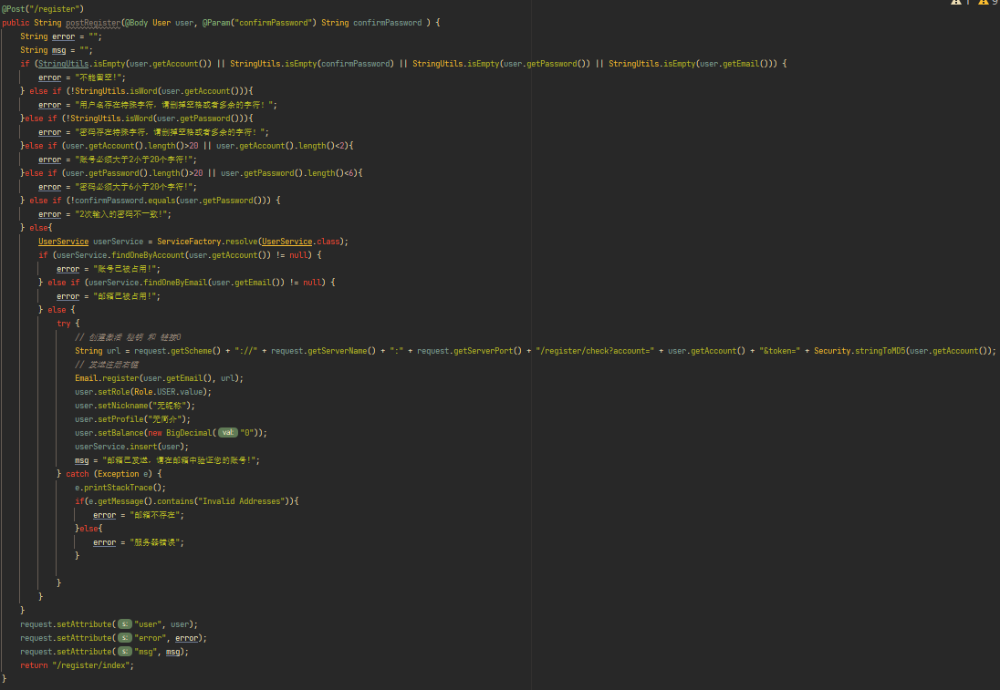 @Post("/register")
public String postRegister(@Body User user, @Param("confirmPassword") String confirmPassword ) {
String error = "";
String msg = "";
if (StringUtils.isEmpty(user.getAccount()) || StringUtils.isEmpty(confirmPassword) || StringUtils.isEmpty(user.getPassword()) || StringUtils.isEmpty(user.getEmail())) {
error = "不能留空!";
} else if (!StringUtils.isWord(user.getAccount())){
error = "用户名存在特殊字符，请删掉空格或者多余的字符！";
}else if (!StringUtils.isWord(user.getPassword())){
error = "密码存在特殊字符，请删掉空格或者多余的字符！";
}else if (user.getAccount().length()>20 || user.getAccount().length()<2){
error = "账号必须大于2小于20个字符!";
}else if (user.getPassword().length()>20 || user.getPassword().length()<6){
error = "密码必须大于6小于20个字符!";
} else if (!confirmPassword.equals(user.getPassword())) {
error = "2次输入的密码不一致!";
} else{
UserService userService = ServiceFactory.resolve(UserService.class);
if (userService.findOneByAccount(user.getAccount()) != null) {
error = "账号已被占用!";
} else if (userService.findOneByEmail(user.getEmail()) != null) {
error = "邮箱已被占用!";
} else {
try {
// 创建激活 秘钥 和 链接0
String url = request.getScheme() + "://" + request.getServerName() + ":" + request.getServerPort() + "/register/check?account=" + user.getAccount() + "&token=" + Security.stringToMD5(user.getAccount());
// 发送注册右键
Email.register(user.getEmail(), url);
user.setRole(Role.USER.value);
user.setNickname("无昵称");
user.setProfile("无简介");
user.setBalance(new BigDecimal( val: "0"));
userService.insert(user);
msg = "邮箱已发送，请在邮箱中验证您的账号!";
} catch (Exception e) {
e.printStackTrace();
if(e.getMessage().contains("Invalid Addresses")){
error = "邮箱不存在";
}else{
error = "服务器错误";
}
}
}
}
request.setAttribute( s: "user", user);
request.setAttribute( s: "error", error);
request.setAttribute( s: "msg", msg);
return "/register/index";
}